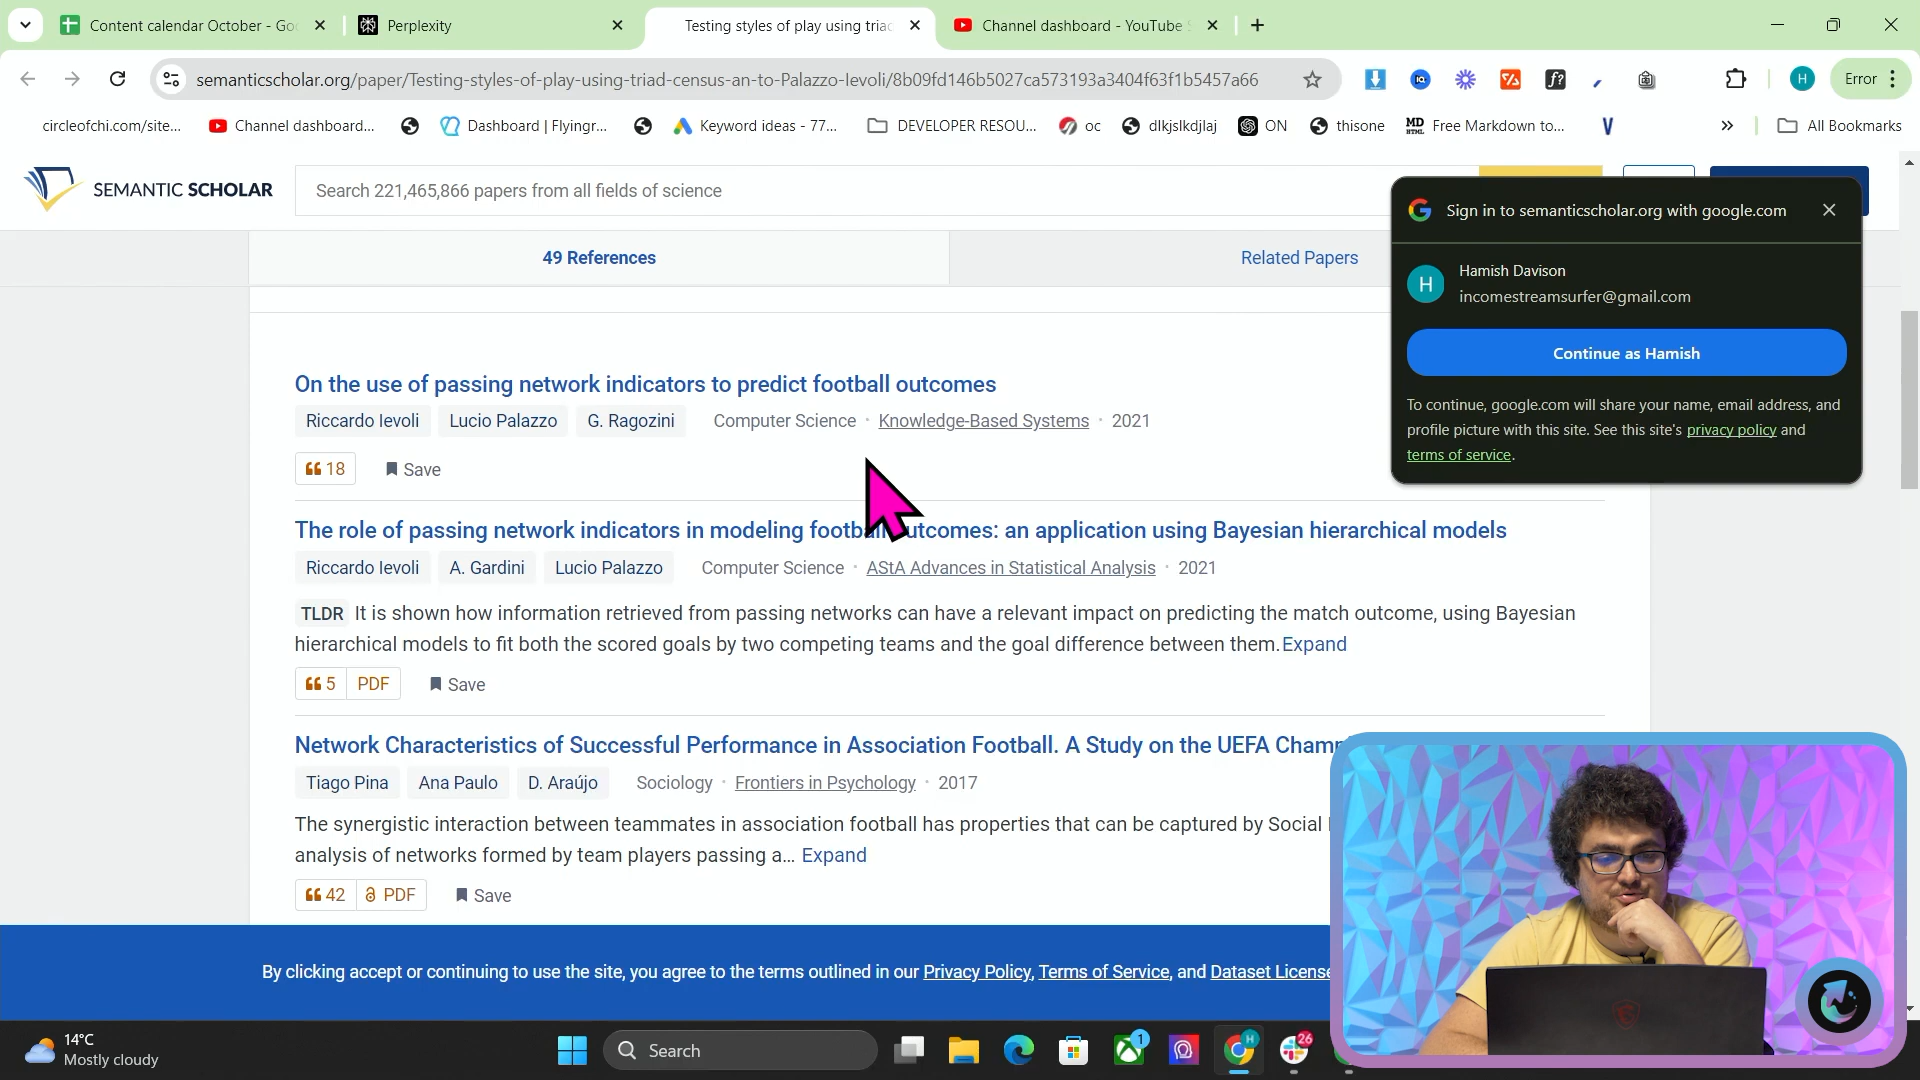 Content calendar October - Go
Perplexity
Testing styles of play using triad
Channel dashboard - YouTube S
semanticscholar.org/paper/Testing-styles-of-play-using-triad-census-an-to-Palazzo-Ievoli/8b09fd146b5027ca573193a3404f63f1b5457a66
H
Error
circleofchi.com/site...
Channel dashboard...
Dashboard | Flyingr...
Keyword ideas - 77...
DEVELOPER RESOU...
oc
dlkjslkdjlaj
ON
thisone
MD
HTML
Free Markdown to...
V
All Bookmarks
SEMANTIC SCHOLAR
Search 221,465,866 papers from all fields of science
Sign in to semanticscholar.org with google.com
H
Hamish Davison
incomestreamsurfer@gmail.com
Continue as Hamish
To continue, google.com will share your name, email address, and
profile picture with this site. See this site's privacy policy and
terms of service.
49 References
Related Papers
On the use of passing network indicators to predict football outcomes
Riccardo Ievoli Lucio Palazzo G. Ragozini Computer Science · Knowledge-Based Systems · 2021
18 Save
The role of passing network indicators in modeling footb utcomes: an application using Bayesian hierarchical models
Riccardo Ievoli A. Gardini Lucio Palazzo Computer Science · AStA Advances in Statistical Analysis · 2021
TLDR It is shown how information retrieved from passing networks can have a relevant impact on predicting the match outcome, using Bayesian
hierarchical models to fit both the scored goals by two competing teams and the goal difference between them. Expand
5 PDF Save
Network Characteristics of Successful Performance in Association Football. A Study on the UEFA Cham
Tiago Pina Ana Paulo D. Araújo Sociology · Frontiers in Psychology · 2017
The synergistic interaction between teammates in association football has properties that can be captured by Social
analysis of networks formed by team players passing a... Expand
42 PDF Save
By clicking accept or continuing to use the site, you agree to the terms outlined in our Privacy Policy, Terms of Service, and Dataset License
14°C
Mostly cloudy
Search
1
H
26